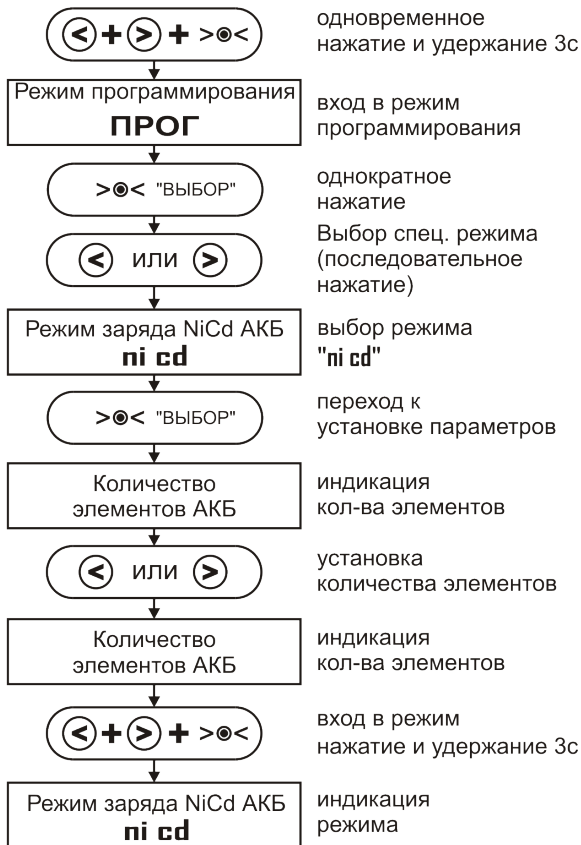 < + > + >◉<
одновременное
нажатие и удержание 3с
Режим программирования
ПРОГ
вход в режим
программирования
>◉< "ВЫБОР"
однократное
нажатие
< или >
Выбор спец. режима
(последовательное
нажатие)
Режим заряда NiCd АКБ
ni cd
выбор режима
"ni cd"
>◉< "ВЫБОР"
переход к
установке параметров
Количество
элементов АКБ
индикация
кол-ва элементов
< или >
установка
количества элементов
Количество
элементов АКБ
индикация
кол-ва элементов
< + > + >◉<
вход в режим
нажатие и удержание 3с
Режим заряда NiCd АКБ
ni cd
индикация
режима